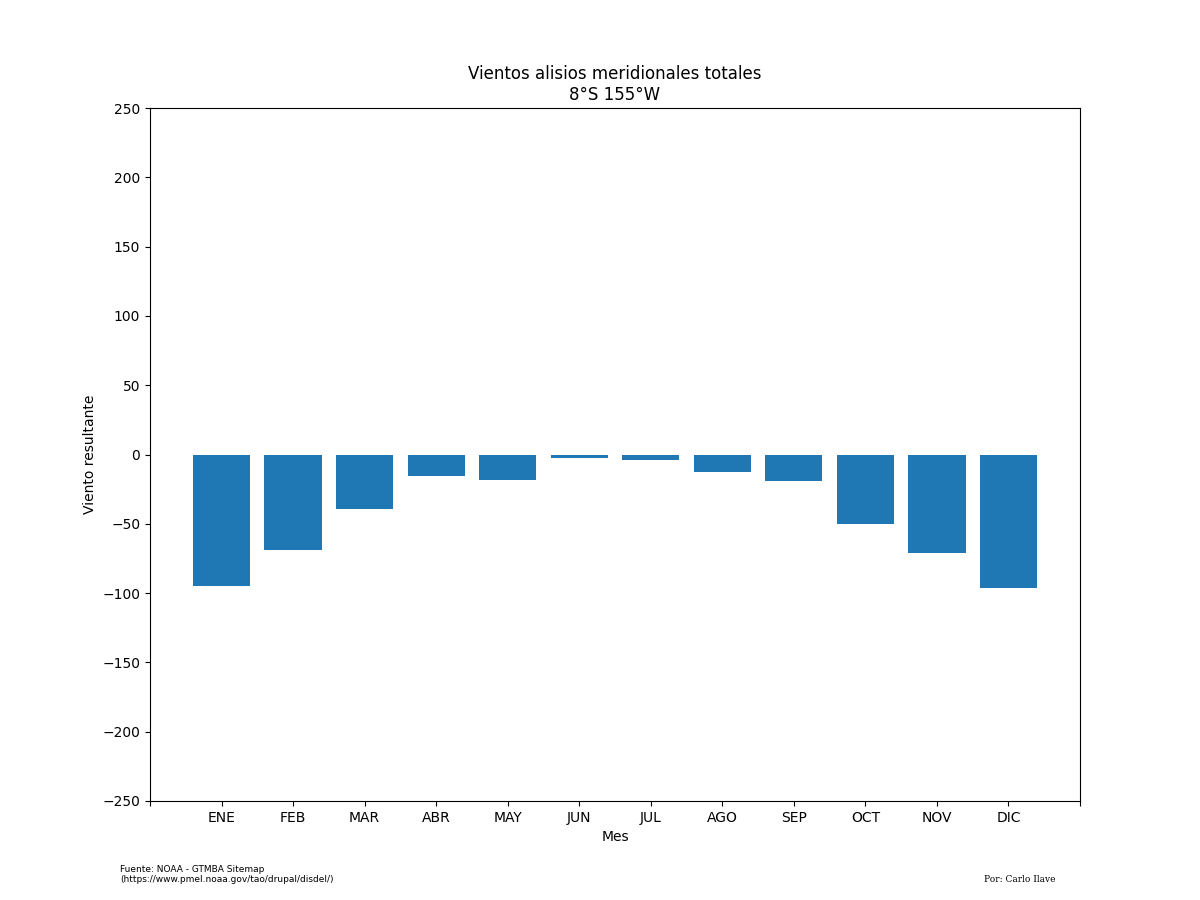 Vientos alisios meridionales totales
8°S 155°W
250
200
150
100
50
0
−50
−100
−150
−200
−250
Viento resultante
ENE FEB MAR ABR MAY JUN JUL AGO SEP OCT NOV DIC
Mes
Fuente: NOAA - GTMBA Sitemap
(https://www.pmel.noaa.gov/tao/drupal/disdel/)
Por: Carlo Ilave